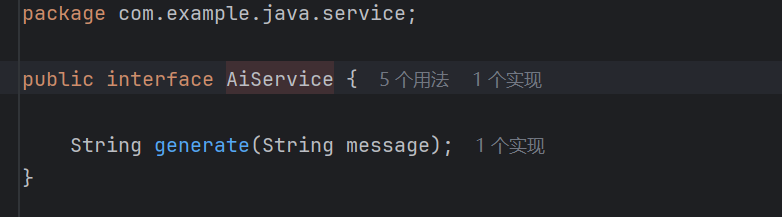 package com.example.java.service;
public interface AiService { 5个用法 1个实现
String generate(String message); 1个实现
}